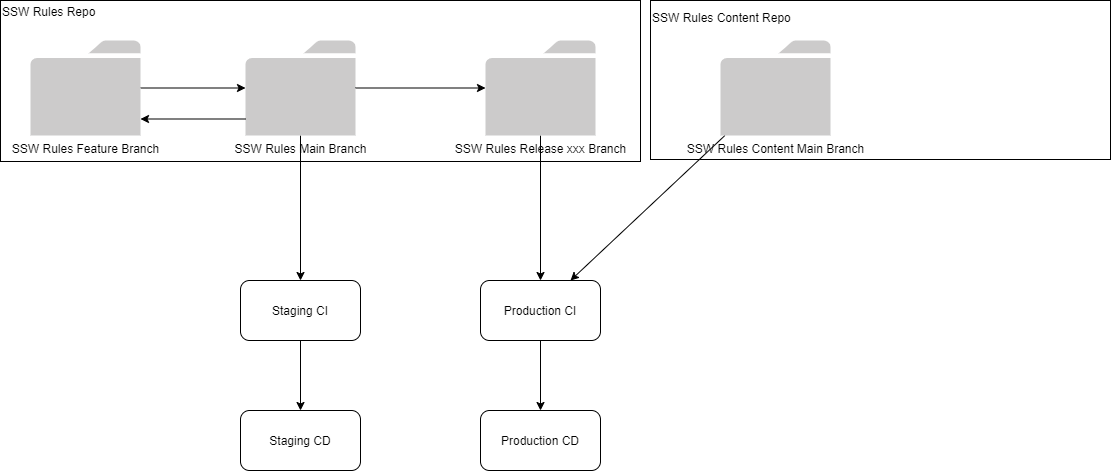 SSW Rules Repo
SSW Rules Content Repo
SSW Rules Feature Branch
SSW Rules Main Branch
SSW Rules Release xxx Branch
SSW Rules Content Main Branch
Staging CI
Production CI
Staging CD
Production CD